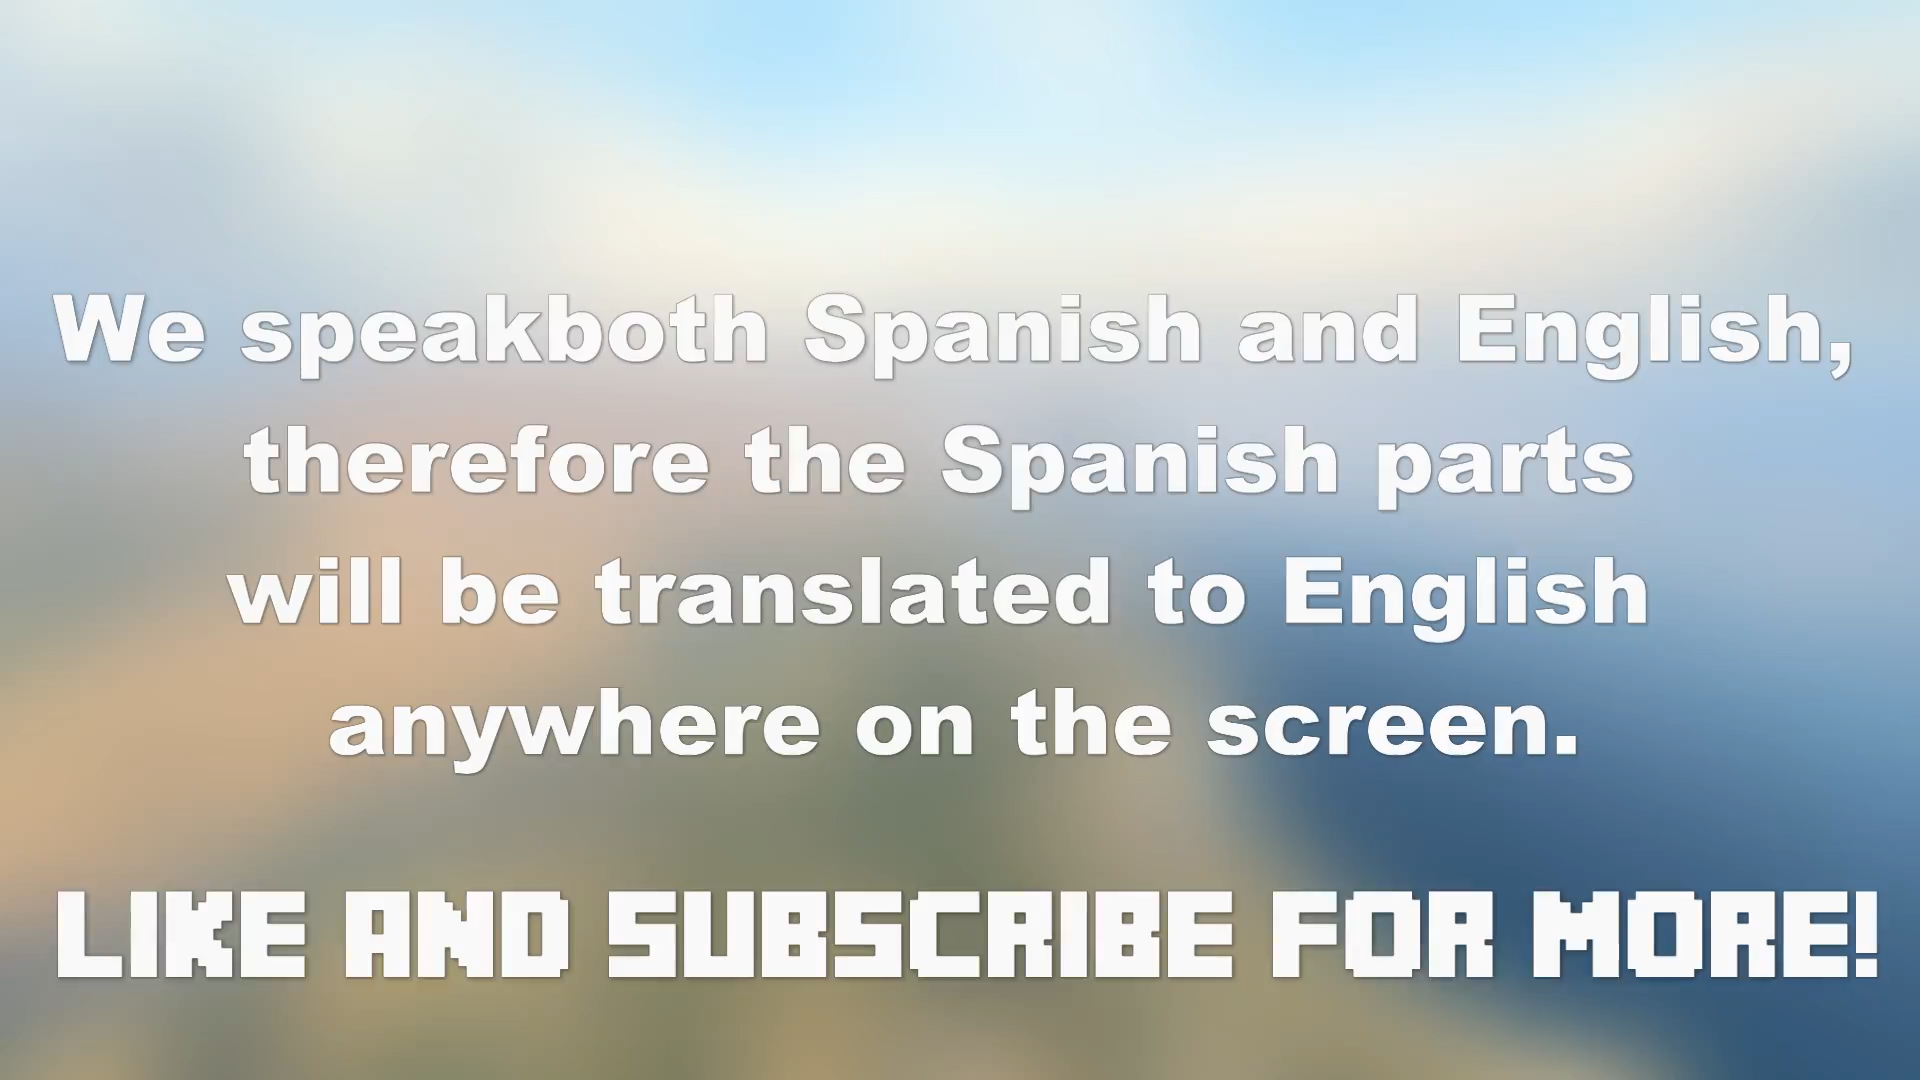 We speakboth Spanish and English,
therefore the Spanish parts
will be translated to English
anywhere on the screen.
LIKE AND SUBSCRIBE FOR MORE!